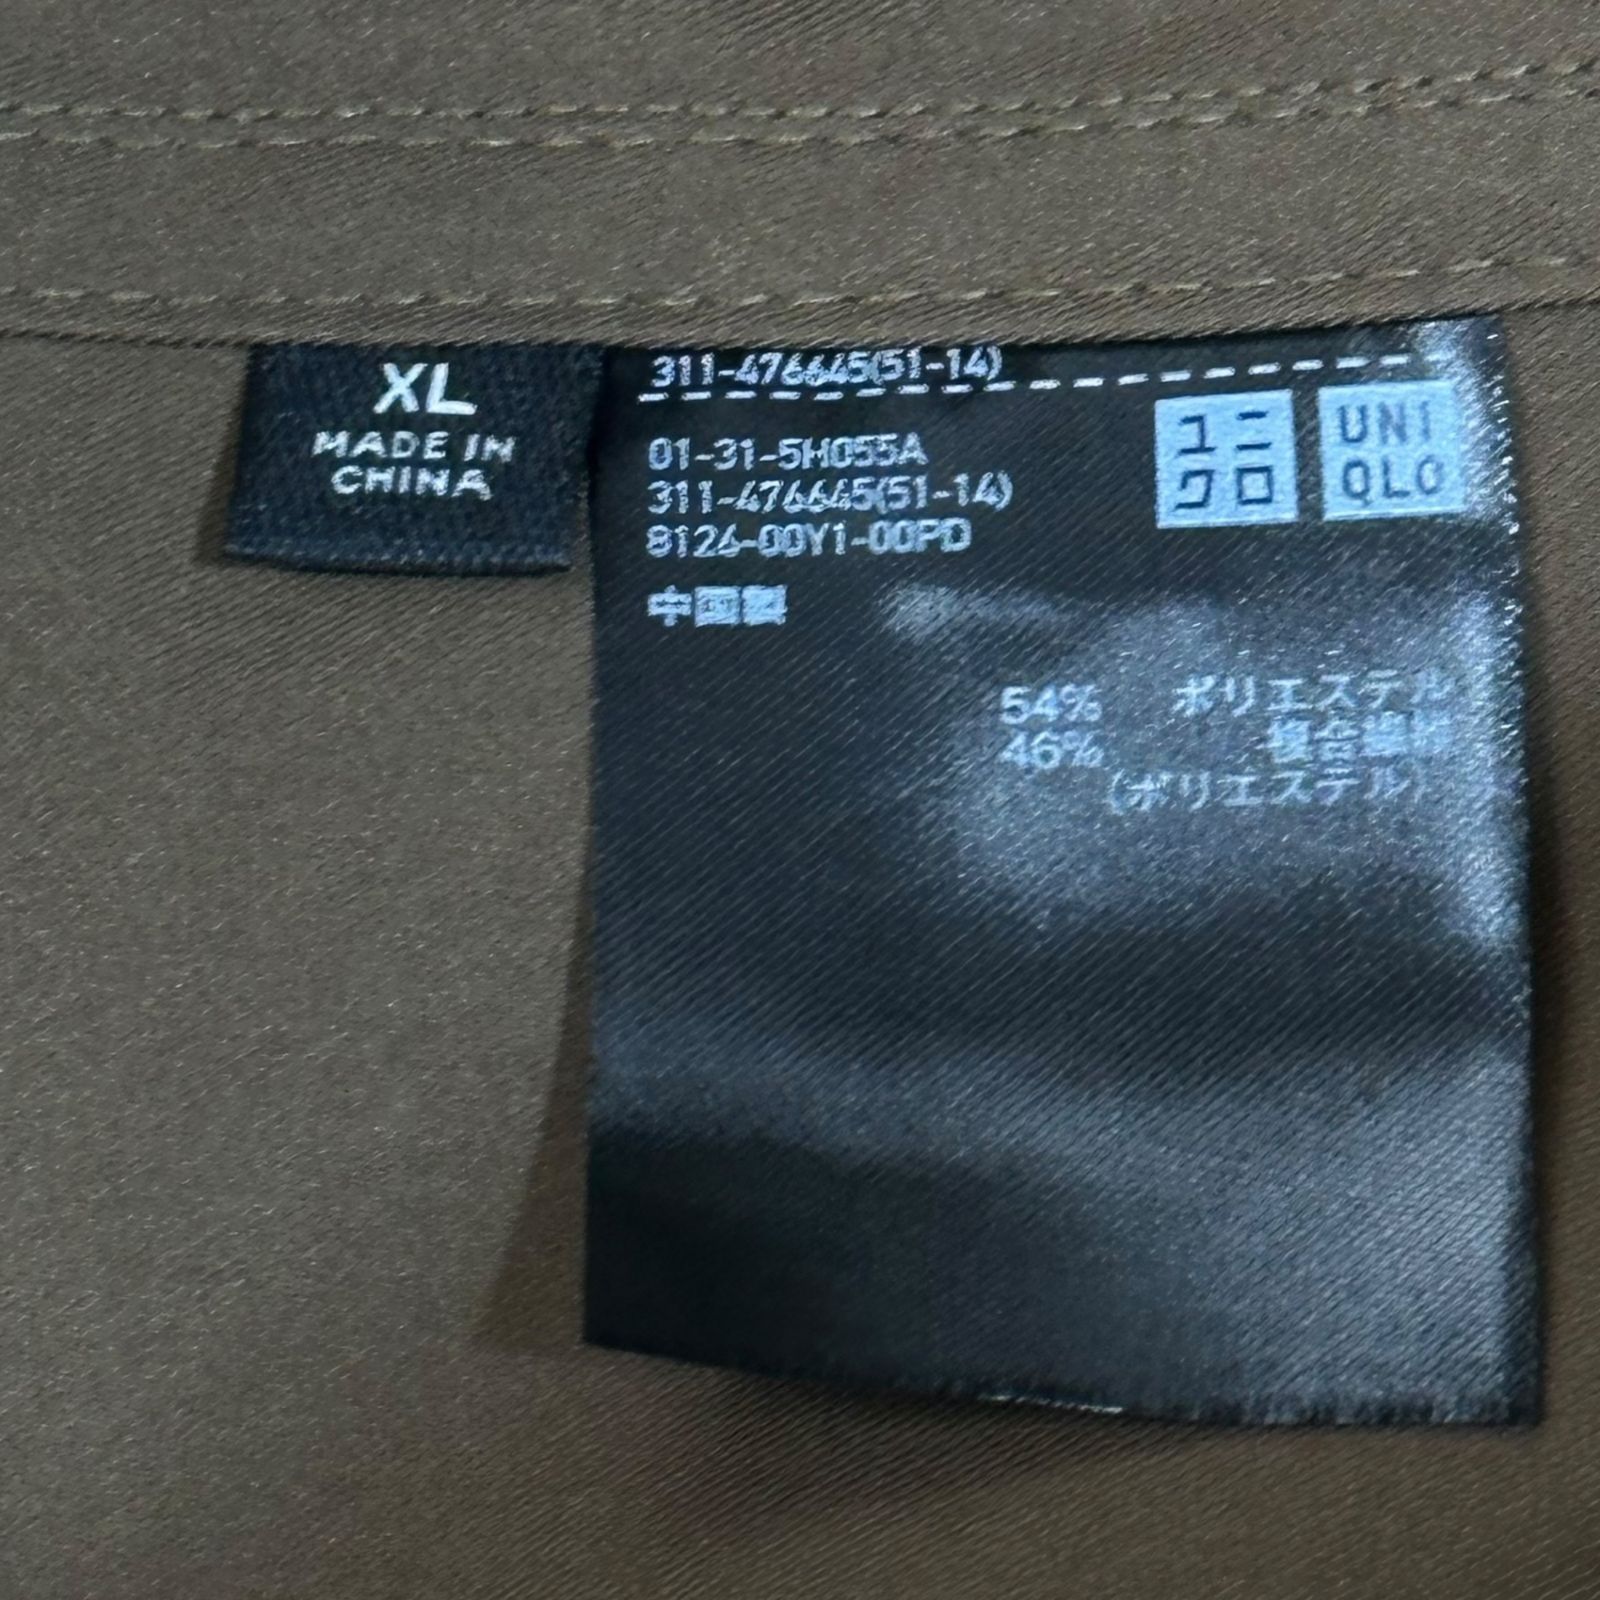 XL
MADE IN
CHINA
311-476645(51-14)
01-31-5H055A
311-476645(51-14)
8126-00Y1-00PD
中国製
ユニ
クロ
UNI
QLO
54% ポリエステル
46% 複合繊維
(ポリエステル)